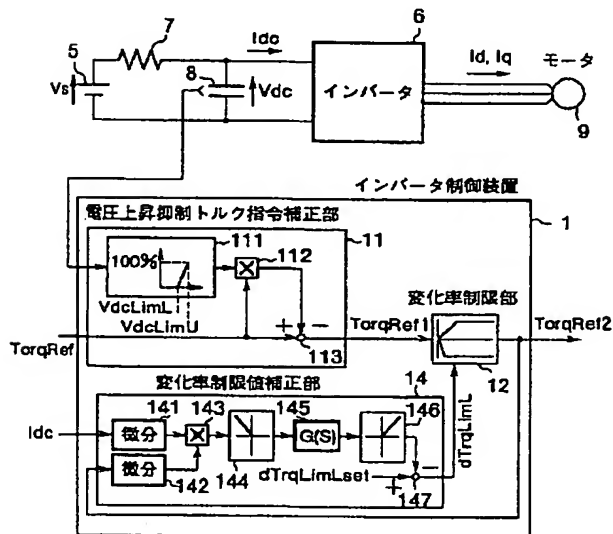 6
7
Idc
5
8
Id, Iq
モータ
Vs
Vdc
インバータ
9
インバータ制御装置
電圧上昇抑制トルク指令補正部
1
111
11
100%
112
変化率制限部
VdcLimL
VdcLimU
TorqRef
113
TorqRef1
TorqRef2
12
変化率制限値補正部
14
141
143
145
146
Idc
微分
G(S)
微分
144
dTrqLimLset
142
147
dTrqLimL